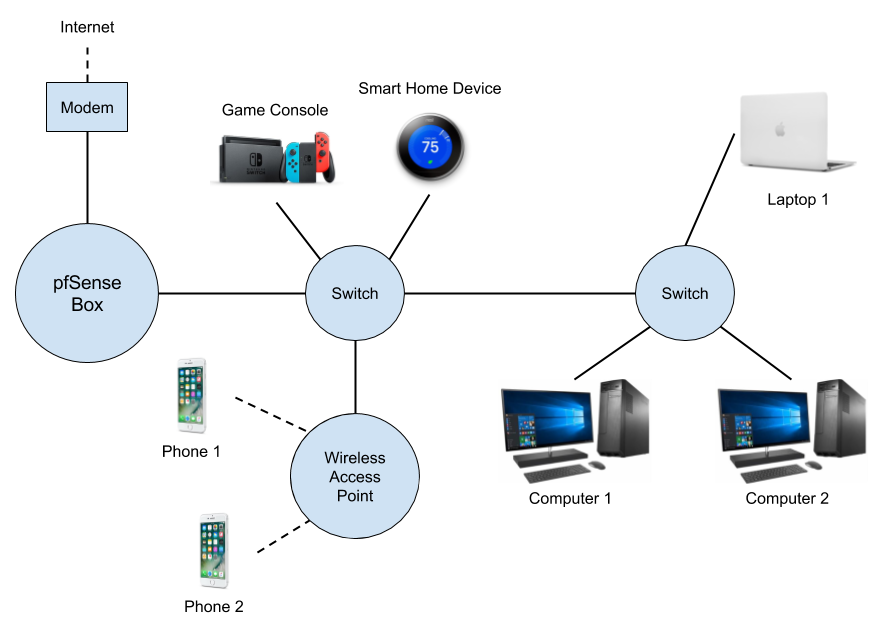 Internet
Modem
Game Console
Smart Home Device
75
Laptop 1
pfSense
Box
Switch
Switch
Phone 1
Wireless
Access
Point
Computer 1
Computer 2
Phone 2